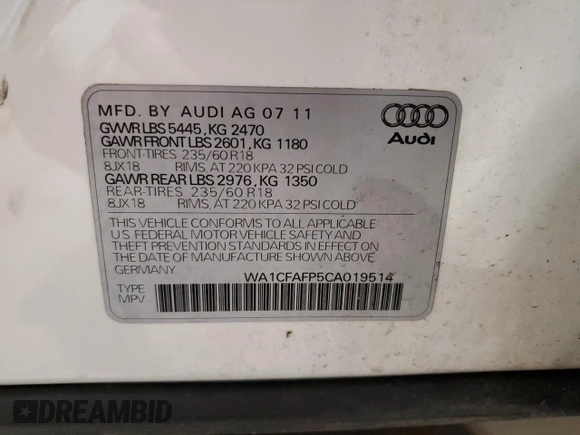 MFD. BY AUDI AG 07 11
GVWR LBS 5445, KG 2470
GAWR FRONT LBS 2601, KG 1180
FRONT-TIRES 235/60 R18
8JX18 RIMS, AT 220 KPA 32 PSI COLD
GAWR REAR LBS 2976, KG 1350
REAR-TIRES 235/60 R18
8JX18 RIMS, AT 220 KPA 32 PSI COLD
THIS VEHICLE CONFORMS TO ALL APPLICABLE
U.S FEDERAL MOTOR VEHICLE SAFETY AND
THEFT PREVENTION STANDARDS IN EFFECT ON
THE DATE OF MANUFACTURE SHOWN ABOVE
GERMANY
WA1CFAFP5CA019514
TYPE:
MPV
Audi
DREAMBID